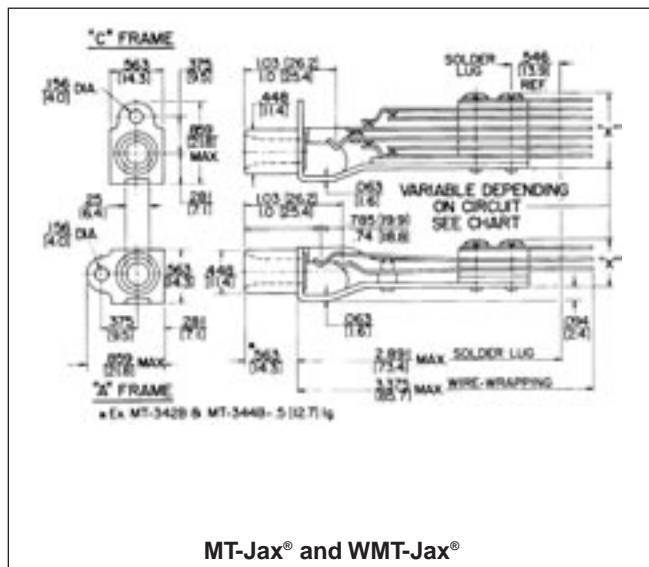 "C" FRAME
.563
[14.3]
.375
[9.5]
.156 DIA.
[4.0]
.859
[21.8]
MAX
.25
[6.4]
.281
[7.1]
1.03 [26.2]
1.0 [25.4]
.448
[11.4]
SOLDER
LUG
.546
[13.9]
REF.
"X"
.063
[1.6]
VARIABLE DEPENDING
ON CIRCUIT
SEE CHART
1.03 [26.2]
1.0 [25.4]
.785 [19.9]
.74 [18.8]
.156
[4.0] DIA.
.563
[14.3]
.448
[11.4]
"X"
.375
[9.5]
.281
[7.1]
.859 MAX
[21.8]
.063
[1.6]
.094
[2.4]
*
.563
[14.3]
2.891 MAX SOLDER LUG
[73.4]
3.375 MAX WIRE-WRAPPING
[85.7]
"A" FRAME
* Ex. MT-342B & MT-344B-.5 [12.7] lg
MT-Jax® and WMT-Jax®